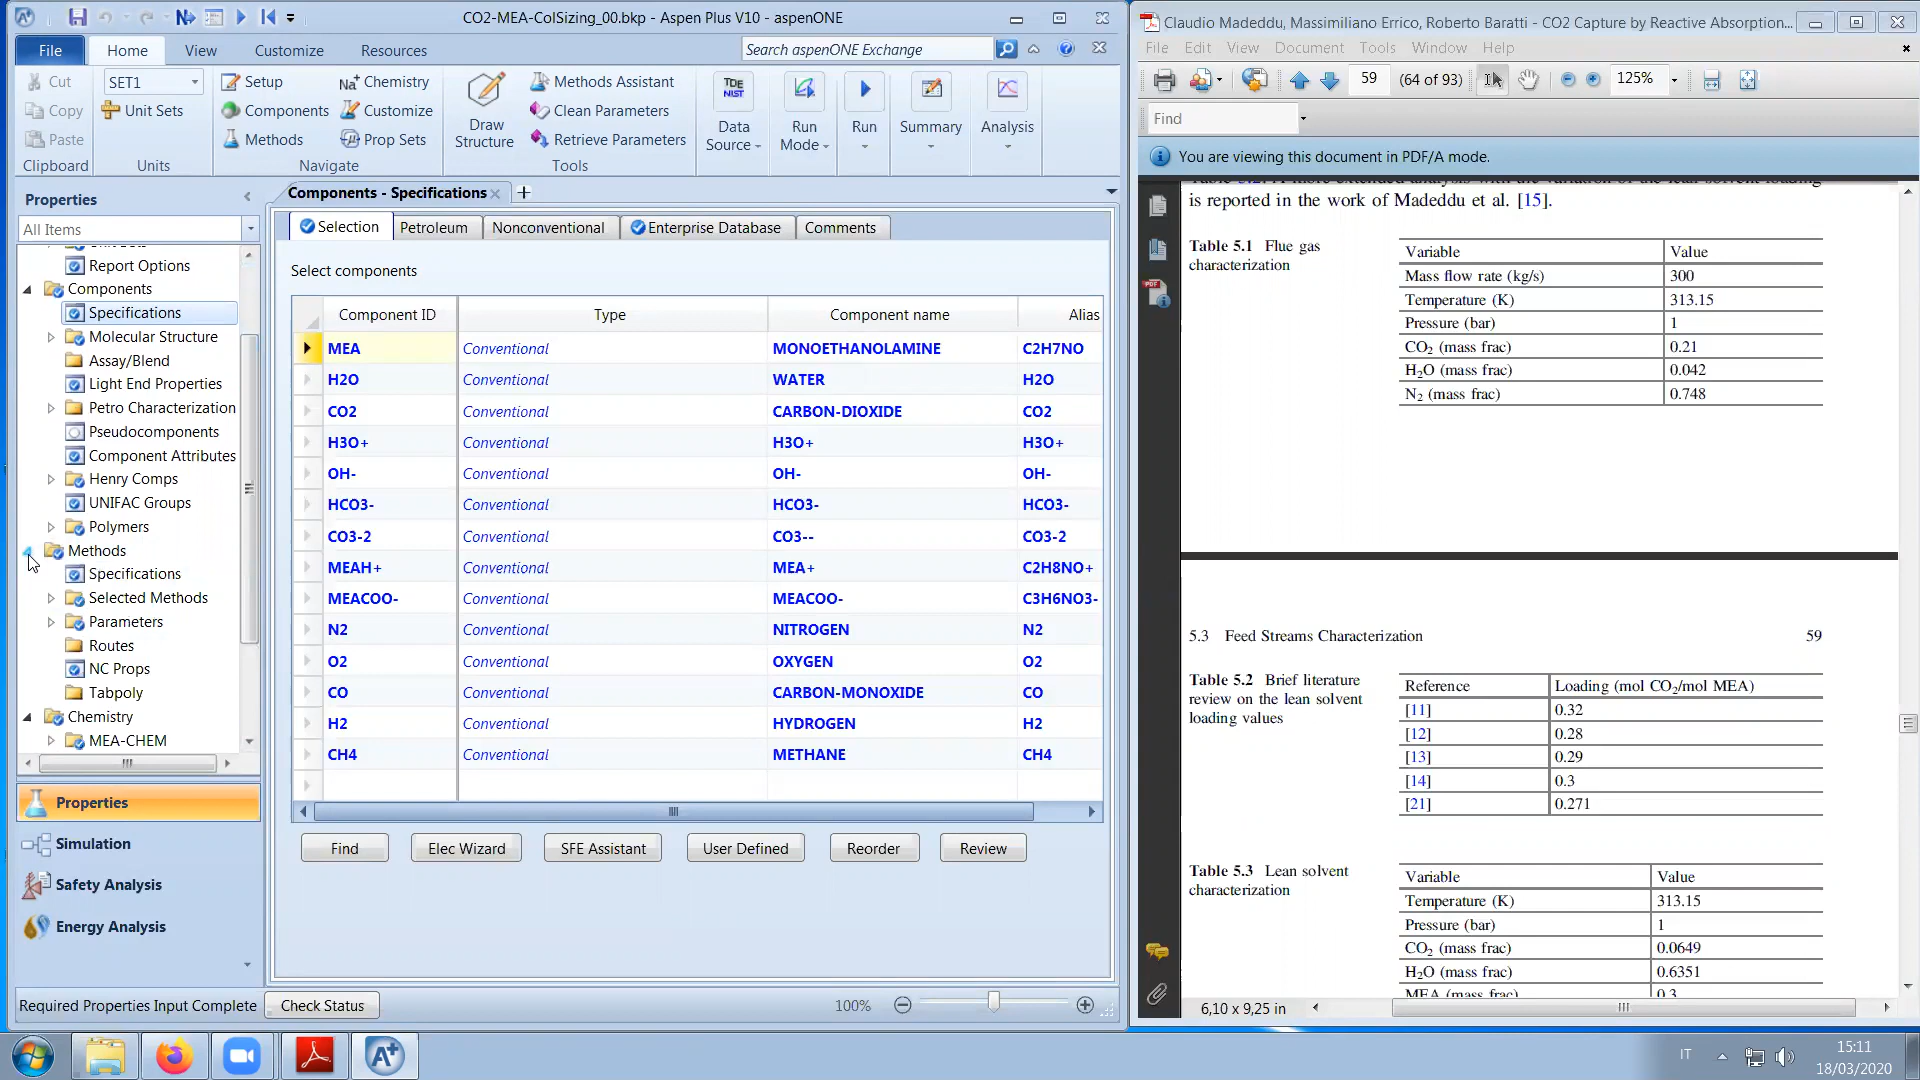 CO2-MEA-ColSizing_00.bkp - Aspen Plus V10 - aspenONE
File
Home
View
Customize
Resources
Search aspenONE Exchange
Cut
Copy
Paste
Clipboard
SET1
Unit Sets
Units
Setup
Components
Methods
Na+ Chemistry
Customize
Prop Sets
Navigate
Draw Structure
Methods Assistant
Clean Parameters
Retrieve Parameters
Tools
TDE NIST
Data Source
Run Mode
Run
Summary
Analysis
Properties
All Items
Report Options
Components
Specifications
Molecular Structure
Assay/Blend
Light End Properties
Petro Characterization
Pseudocomponents
Component Attributes
Henry Comps
UNIFAC Groups
Polymers
Methods
Specifications
Selected Methods
Parameters
Routes
NC Props
Tabpoly
Chemistry
MEA-CHEM
Properties
Simulation
Safety Analysis
Energy Analysis
Components - Specifications
Selection
Petroleum
Nonconventional
Enterprise Database
Comments
Select components
Component ID Type Component name Alias
MEA Conventional MONOETHANOLAMINE C2H7NO
H2O Conventional WATER H2O
CO2 Conventional CARBON-DIOXIDE CO2
H3O+ Conventional H3O+ H3O+
OH- Conventional OH- OH-
HCO3- Conventional HCO3- HCO3-
CO3-2 Conventional CO3-- CO3-2
MEAH+ Conventional MEA+ C2H8NO+
MEACOO- Conventional MEACOO- C3H6NO3-
N2 Conventional NITROGEN N2
O2 Conventional OXYGEN O2
CO Conventional CARBON-MONOXIDE CO
H2 Conventional HYDROGEN H2
CH4 Conventional METHANE CH4
Find
Elec Wizard
SFE Assistant
User Defined
Reorder
Review
Required Properties Input Complete
Check Status
100%
Claudio Madeddu, Massimiliano Errico, Roberto Baratti - CO2 Capture by Reactive Absorption...
File Edit View Document Tools Window Help
59 (64 of 93) 125%
Find
You are viewing this document in PDF/A mode.
is reported in the work of Madeddu et al. [15].
Table 5.1 Flue gas characterization
Variable Value
Mass flow rate (kg/s) 300
Temperature (K) 313.15
Pressure (bar) 1
CO2 (mass frac) 0.21
H2O (mass frac) 0.042
N2 (mass frac) 0.748
5.3 Feed Streams Characterization 59
Table 5.2 Brief literature review on the lean solvent loading values
Reference Loading (mol CO2/mol MEA)
[11] 0.32
[12] 0.28
[13] 0.29
[14] 0.3
[21] 0.271
Table 5.3 Lean solvent characterization
Variable Value
Temperature (K) 313.15
Pressure (bar) 1
CO2 (mass frac) 0.0649
H2O (mass frac) 0.6351
MEA (mass frac) 0.3
6,10 x 9,25 in
IT
15:11
18/03/2020